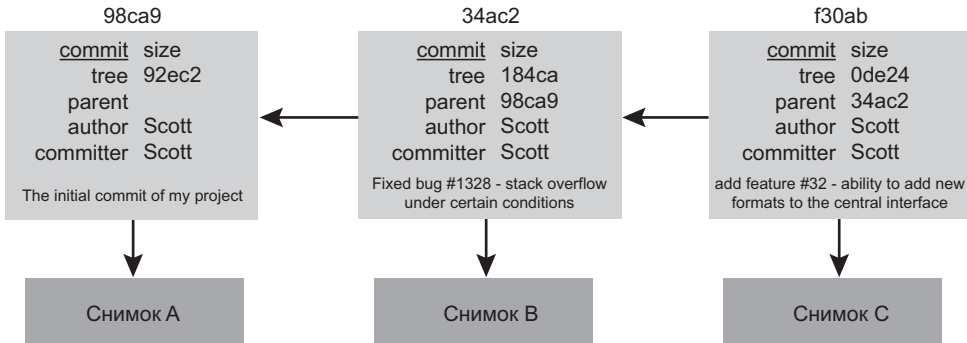 98ca9
commit size
tree 92ec2
parent
author Scott
committer Scott
The initial commit of my project
Снимок A
34ac2
commit size
tree 184ca
parent 98ca9
author Scott
committer Scott
Fixed bug #1328 - stack overflow
under certain conditions
Снимок B
f30ab
commit size
tree 0de24
parent 34ac2
author Scott
committer Scott
add feature #32 - ability to add new
formats to the central interface
Снимок C